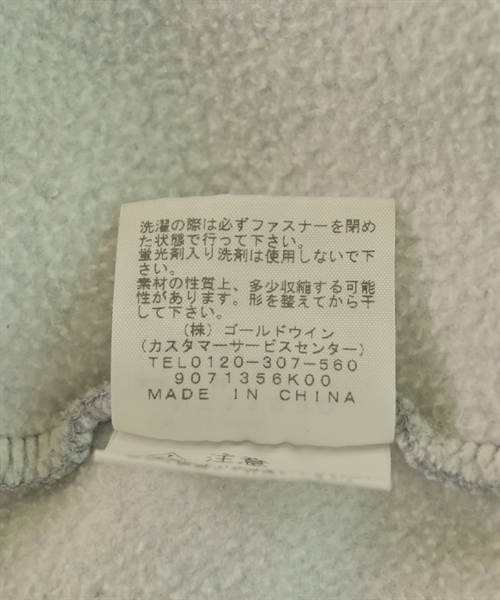 洗濯の際は必ずファスナーを閉め
た状態で行って下さい。
蛍光剤入り洗剤は使用しないで下
さい。
素材の性質上、多少収縮する可能
性があります。形を整えてから干
して下さい。
(株) ゴールドウイン
(カスタマーサービスセンター)
TEL0120-307-560
9071356K00
MADE IN CHINA
⚠ 注意